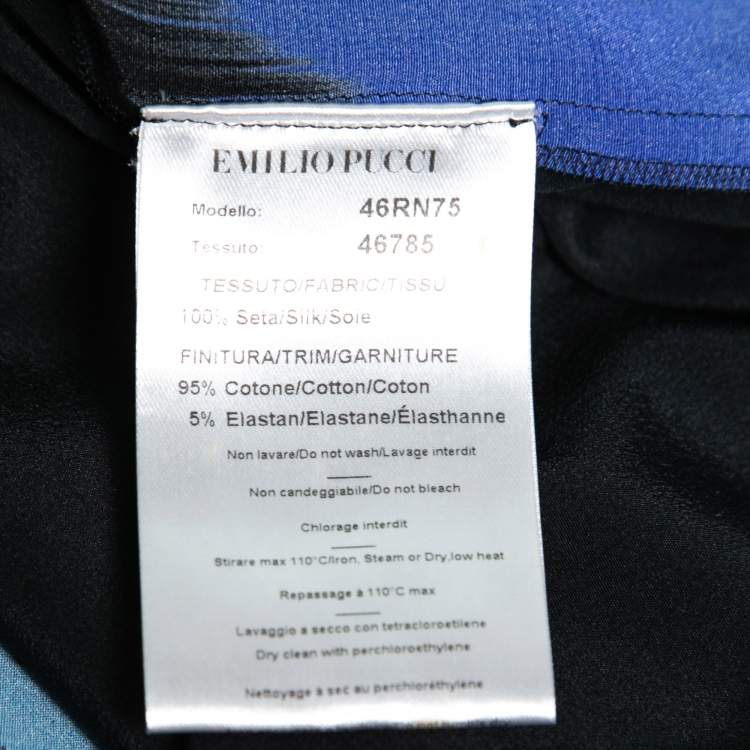 EMILIO PUCCI
Modello: 46RN75
Tessuto: 46785
TESSUTO/FABRIC/TISSU
100% Seta/Silk/Soie
FINITURA/TRIM/GARNITURE
95% Cotone/Cotton/Coton
5% Elastan/Elastane/Élasthanne
Non lavare/Do not wash/Lavage interdit
Non candeggiabile/Do not bleach
Chlorage interdit
Stirare max 110°C/Iron, Steam or Dry,low heat
Repassage à 110°C max
Lavaggio a secco con tetracloroetilene
Dry clean with perchloroethylene
Nettoyage à sec au perchloréthylène